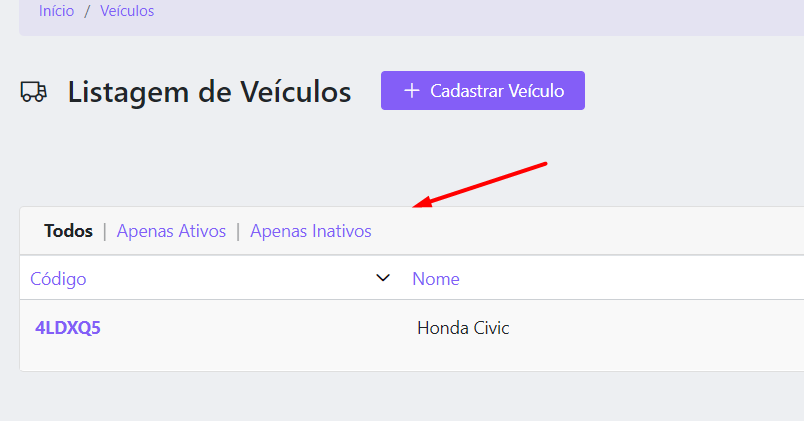 Início / Veículos
Listagem de Veículos
Cadastrar Veículo
Todos | Apenas Ativos | Apenas Inativos
Código Nome
4LDXQ5 Honda Civic